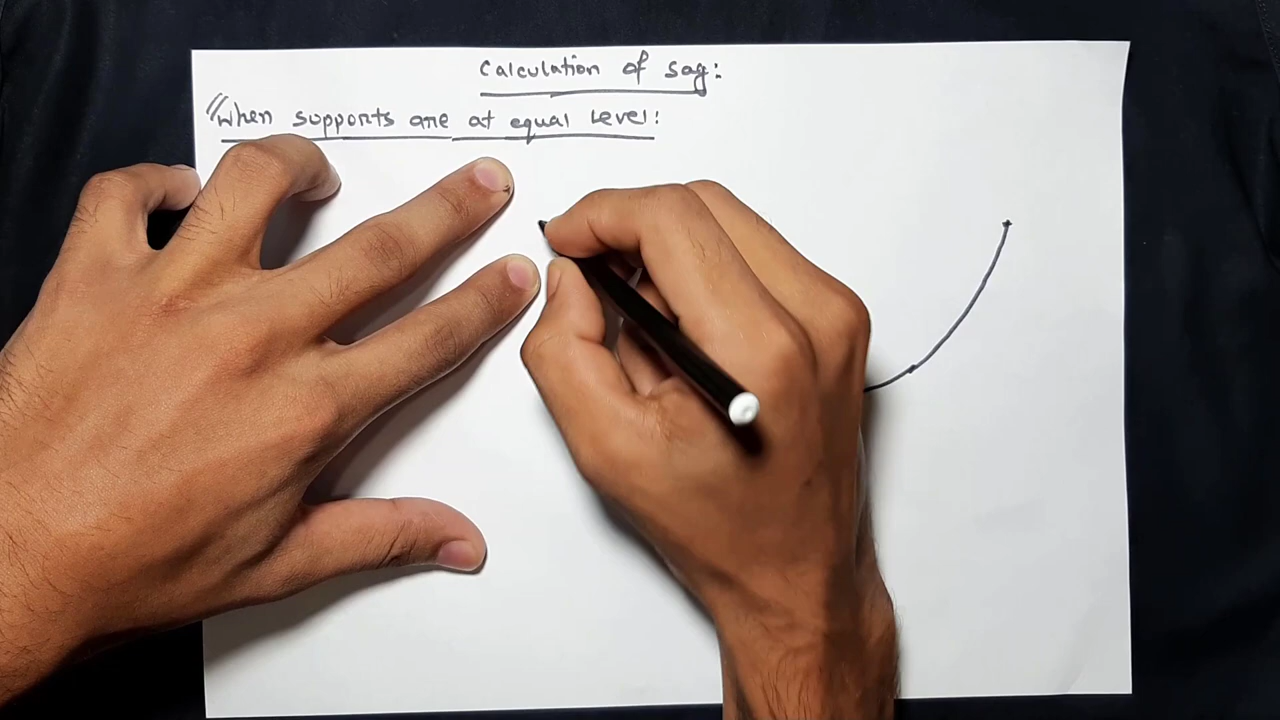 Calculation of sag:
"When supports are at equal level: